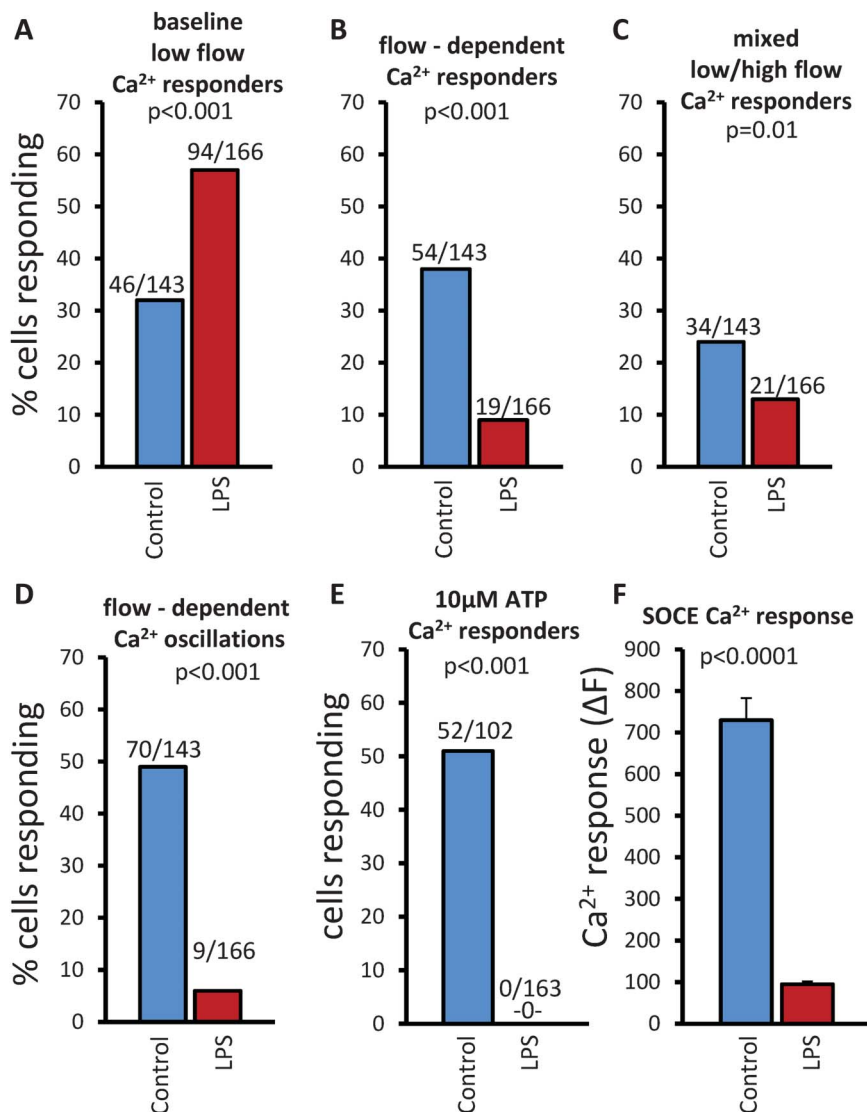 A
baseline
low flow
Ca²⁺ responders
p<0.001
% cells responding
70
60
50
40
30
20
10
0
46/143
94/166
Control
LPS
B
flow - dependent
Ca²⁺ responders
p<0.001
70
60
50
40
30
20
10
0
54/143
19/166
Control
LPS
C
mixed
low/high flow
Ca²⁺ responders
p=0.01
70
60
50
40
30
20
10
0
34/143
21/166
Control
LPS
D
flow - dependent
Ca²⁺ oscillations
p<0.001
% cells responding
70
60
50
40
30
20
10
0
70/143
9/166
Control
LPS
E
10µM ATP
Ca²⁺ responders
p<0.001
cells responding
70
60
50
40
30
20
10
0
52/102
0/163
-0-
Control
LPS
F
SOCE Ca²⁺ response
p<0.0001
Ca²⁺ response (ΔF)
900
800
700
600
500
400
300
200
100
0
Control
LPS